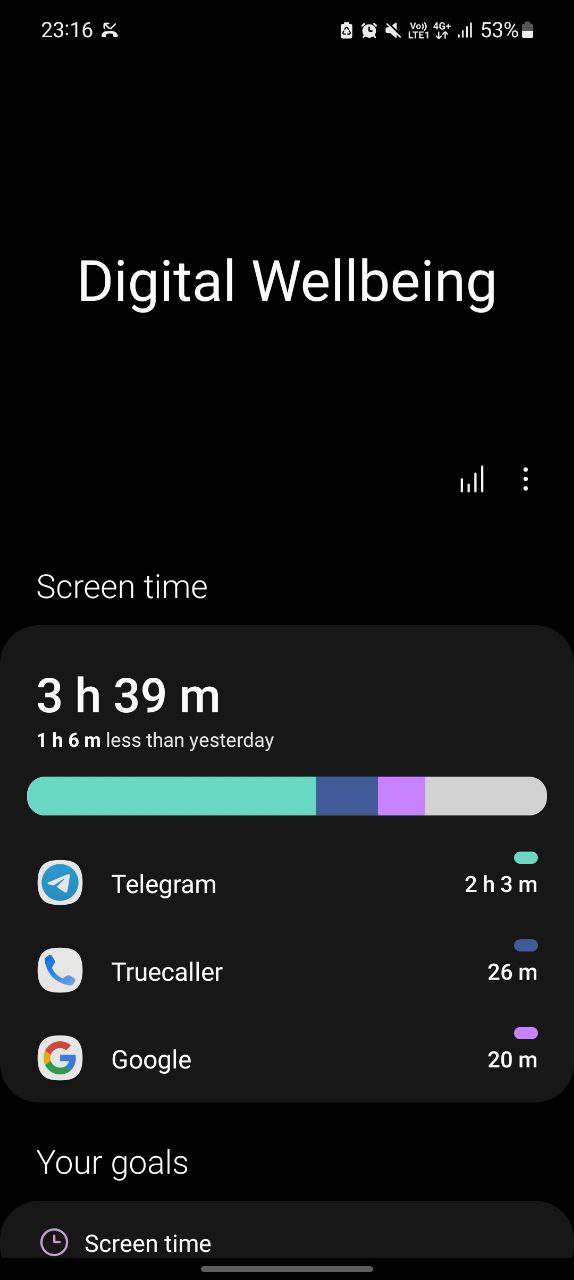 23:16 Vo)) LTE1 4G+ 53%
Digital Wellbeing
Screen time
3 h 39 m
1 h 6 m less than yesterday
Telegram 2 h 3 m
Truecaller 26 m
Google 20 m
Your goals
Screen time